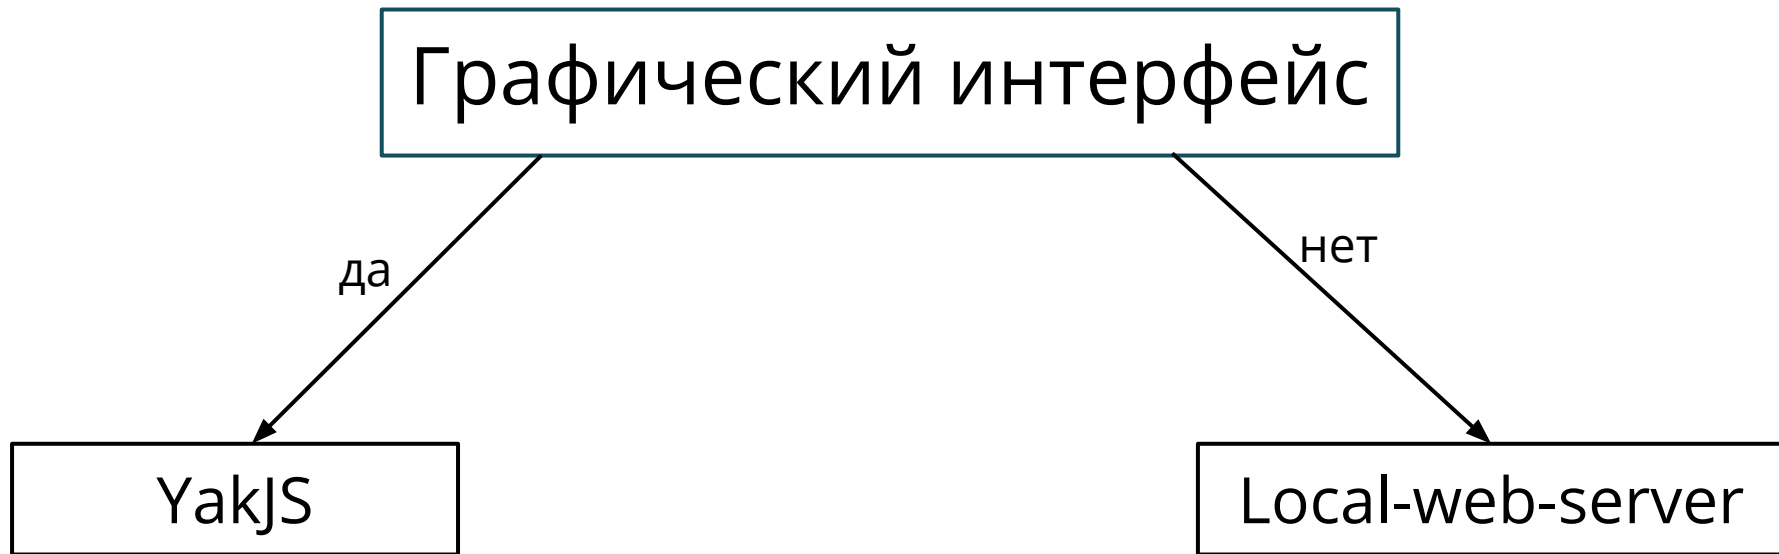 Графический интерфейс
да
нет
YakJS
Local-web-server